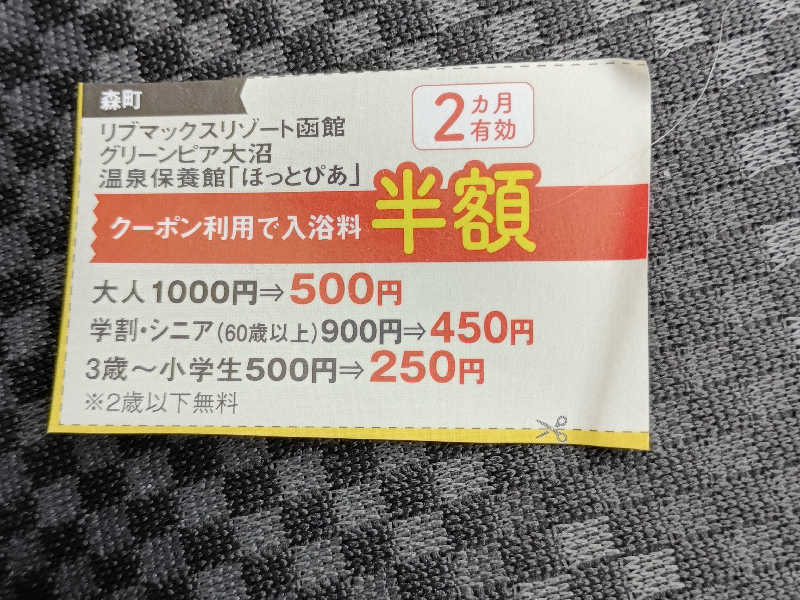 森町
2カ月有効
リブマックスリゾート函館
グリーンピア大沼
温泉保養館「ほっとぴあ」
クーポン利用で入浴料 半額
大人1000円⇒500円
学割・シニア(60歳以上)900円⇒450円
3歳～小学生500円⇒250円
※2歳以下無料